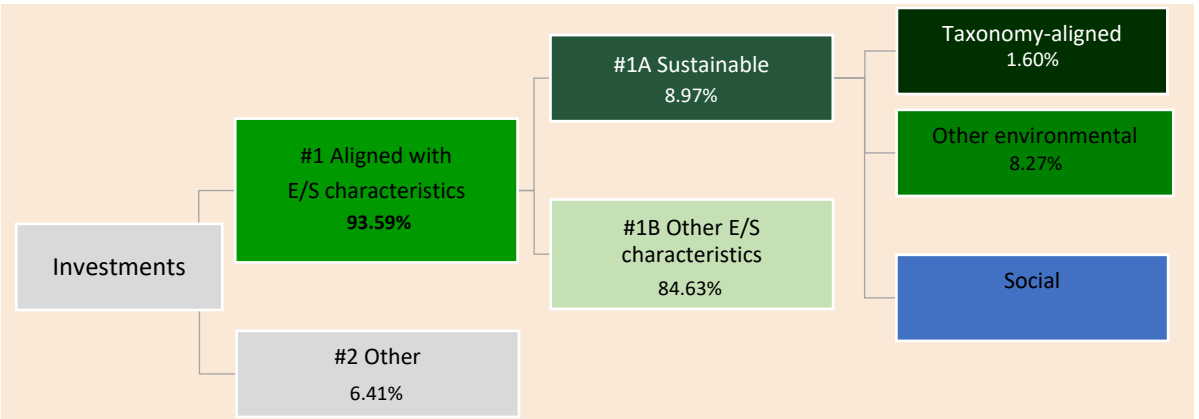 Investments
#1 Aligned with
E/S characteristics
93.59%
#2 Other
6.41%
#1A Sustainable
8.97%
#1B Other E/S
characteristics
84.63%
Taxonomy-aligned
1.60%
Other environmental
8.27%
Social